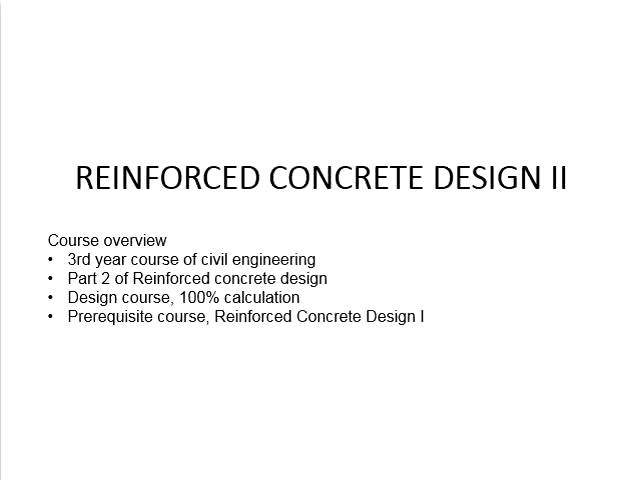 REINFORCED CONCRETE DESIGN II
Course overview
• 3rd year course of civil engineering
• Part 2 of Reinforced concrete design
• Design course, 100% calculation
• Prerequisite course, Reinforced Concrete Design I